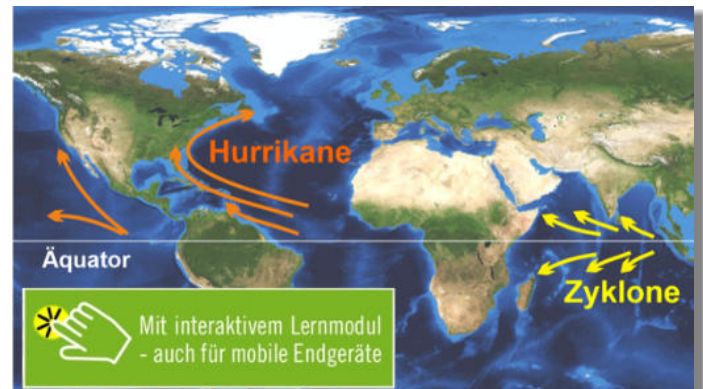 Hurrikane
Äquator
Zyklone
Mit interaktivem Lernmodul
- auch für mobile Endgeräte